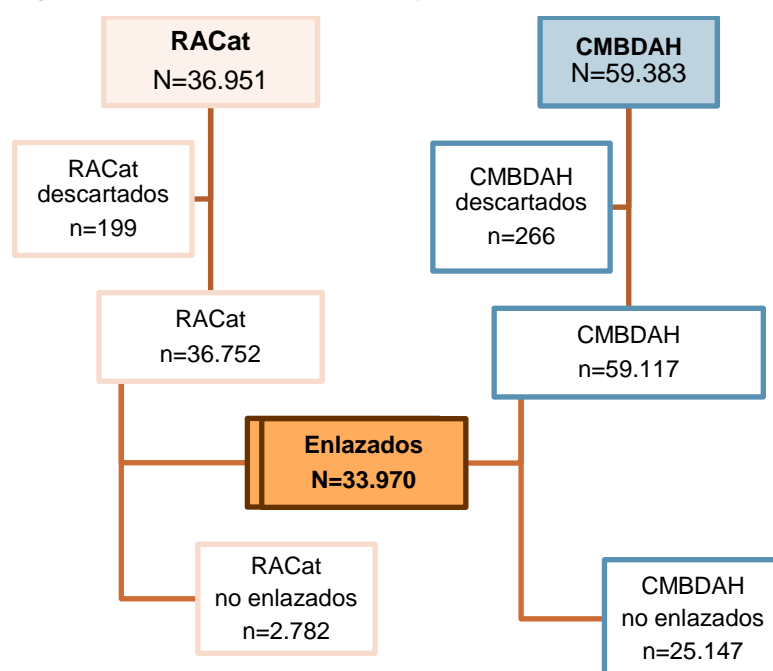 RACat
N=36.951
CMBDAH
N=59.383
RACat
descartados
n=199
CMBDAH
descartados
n=266
RACat
n=36.752
CMBDAH
n=59.117
Enlazados
N=33.970
RACat
no enlazados
n=2.782
CMBDAH
no enlazados
n=25.147